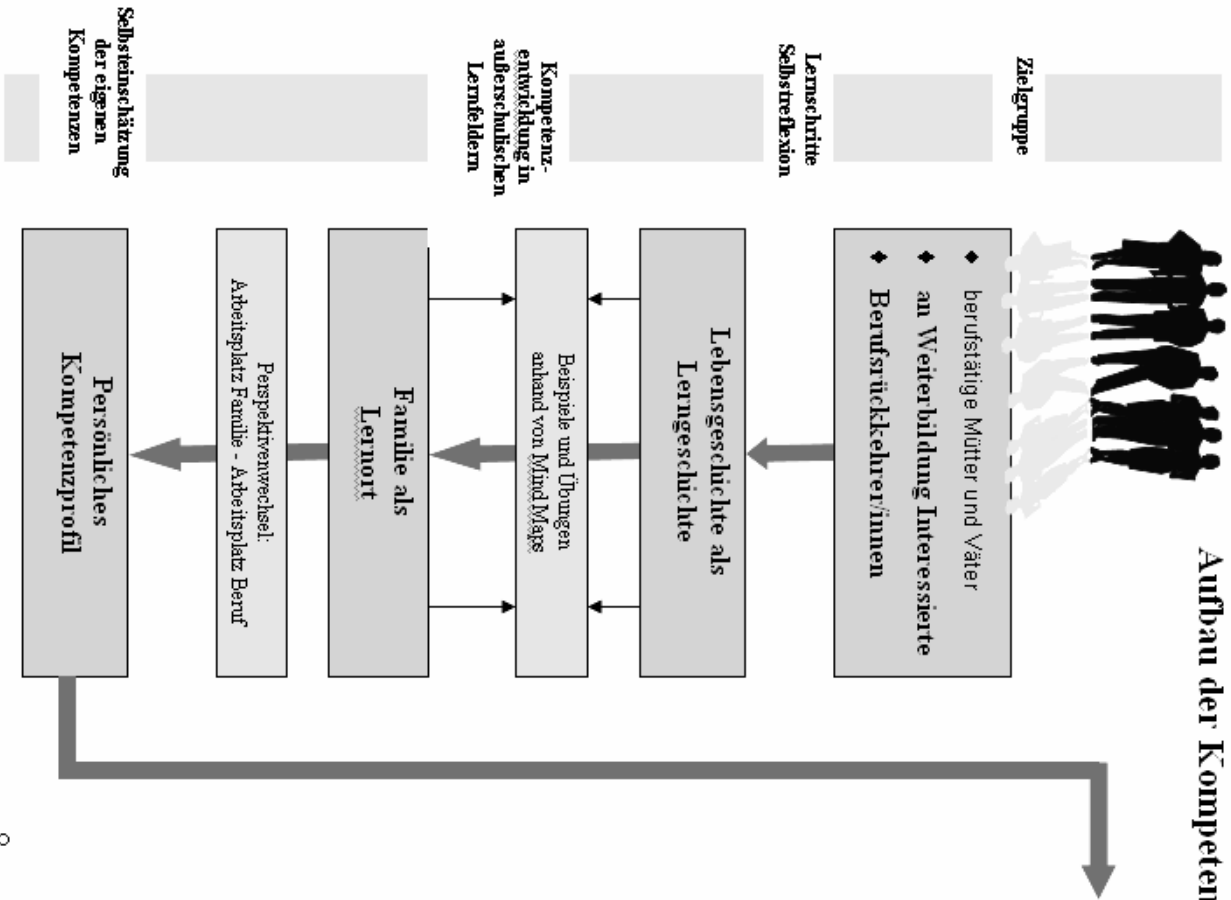 Aufbau der Kompeten
Zielgruppe
◆ berufstätige Mütter und Väter
◆ an Weiterbildung Interessierte
◆ Berufsrückkehrer/innen
Lernschritte
Selbstreflexion
Lebensgeschichte als
Lerngeschichte
Kompetenz-
entwicklung in
außerschulischen
Lernfeldern
Beispiele und Übungen
anhand von Mind Maps
Familie als
Lernort
Perspektivenwechsel:
Arbeitsplatz Familie - Arbeitsplatz Beruf
Selbsteinschätzung
der eigenen
Kompetenzen
Persönliches
Kompetenzprofil